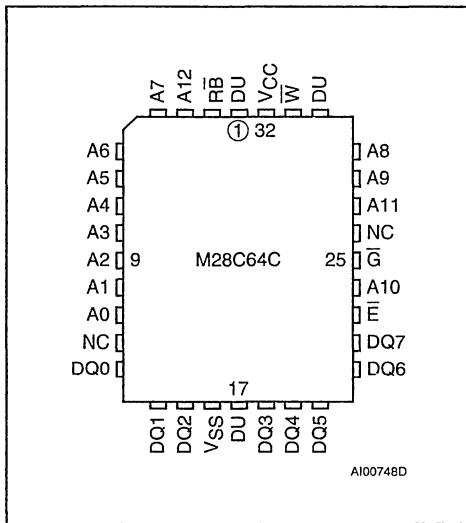 A7 A12 R̅B̅ DU VCC W̅ DU
1 32
A6 A8
A5 A9
A4 A11
A3 NC
A2 9 M28C64C 25 G̅
A1 A10
A0 E̅
NC DQ7
DQ0 DQ6
17
DQ1 DQ2 VSS DU DQ3 DQ4 DQ5
AI00748D